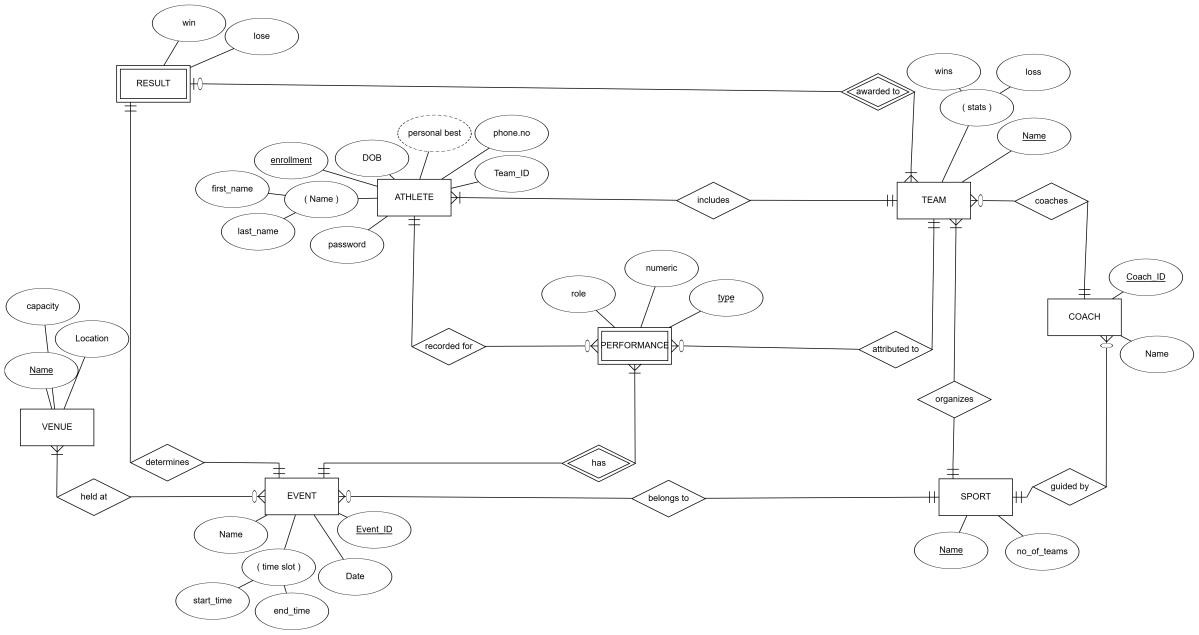 win
lose
RESULT
wins
loss
awarded to
( stats )
personal best
phone.no
Name
enrollment
DOB
Team_ID
first_name
( Name )
ATHLETE
includes
TEAM
coaches
last_name
password
numeric
Coach_ID
role
type
capacity
COACH
Location
recorded for
PERFORMANCE
attributed to
Name
Name
organizes
VENUE
determines
has
held at
EVENT
belongs to
SPORT
guided by
Name
Event_ID
Name
no_of_teams
( time slot )
Date
start_time
end_time